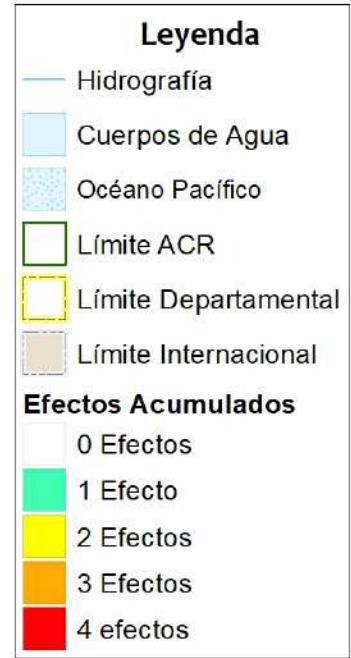 Leyenda
Hidrografía
Cuerpos de Agua
Océano Pacífico
Límite ACR
Límite Departamental
Límite Internacional
Efectos Acumulados
0 Efectos
1 Efecto
2 Efectos
3 Efectos
4 efectos